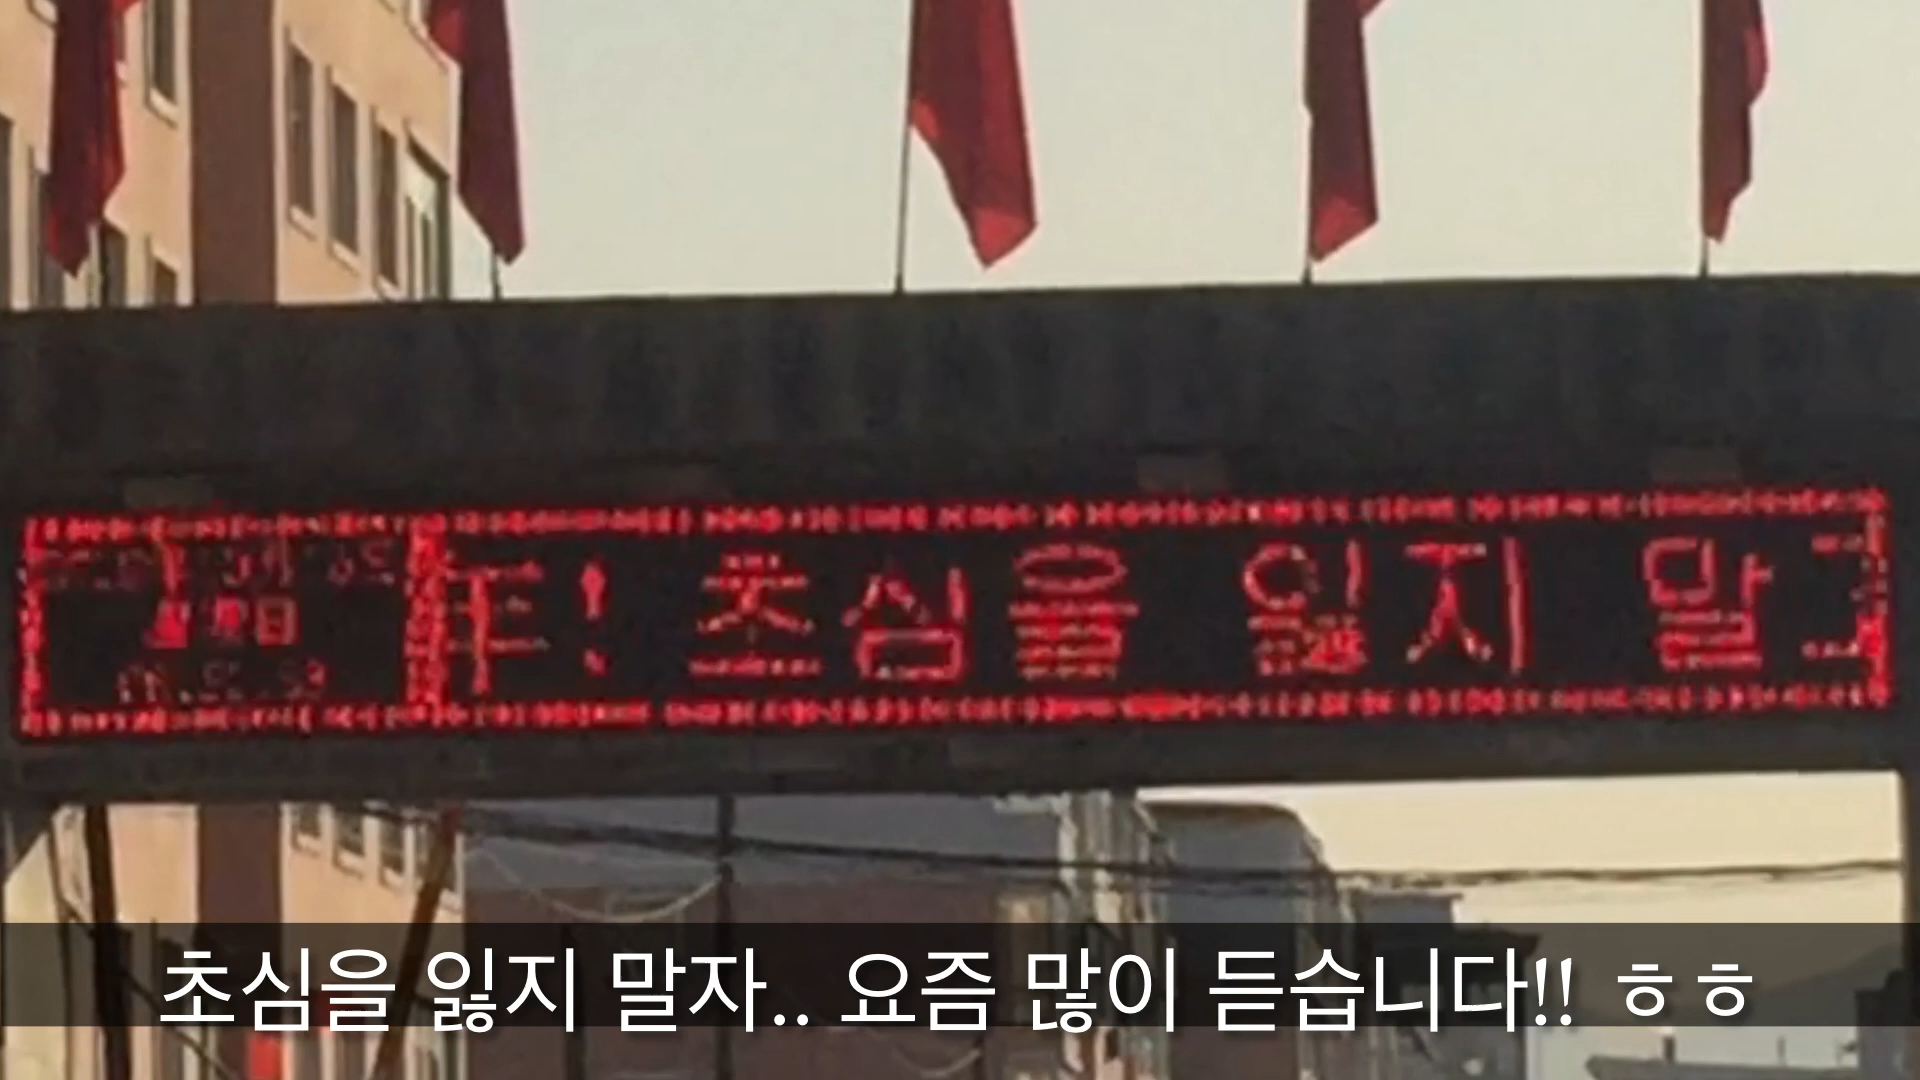 ! 초심을 잃지 말
초심을 잃지 말자.. 요즘 많이 듣습니다!! ㅎㅎ